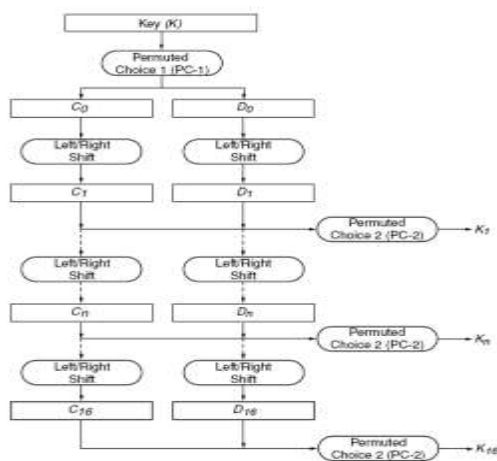 Key (K)
Permuted
Choice 1 (PC-1)
C0 D0
Left/Right
Shift
Left/Right
Shift
C1 D1
Permuted
Choice 2 (PC-2)
K1
Left/Right
Shift
Left/Right
Shift
Cn Dn
Permuted
Choice 2 (PC-2)
Kn
Left/Right
Shift
Left/Right
Shift
C16 D16
Permuted
Choice 2 (PC-2)
K16